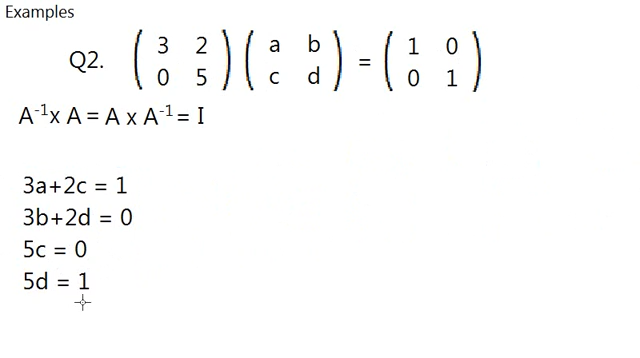 Examples
Q2. ( 3 2 ) ( a b ) = ( 1 0 )
( 0 5 ) ( c d ) ( 0 1 )
A⁻¹x A = A x A⁻¹ = I
3a+2c = 1
3b+2d = 0
5c = 0
5d = 1